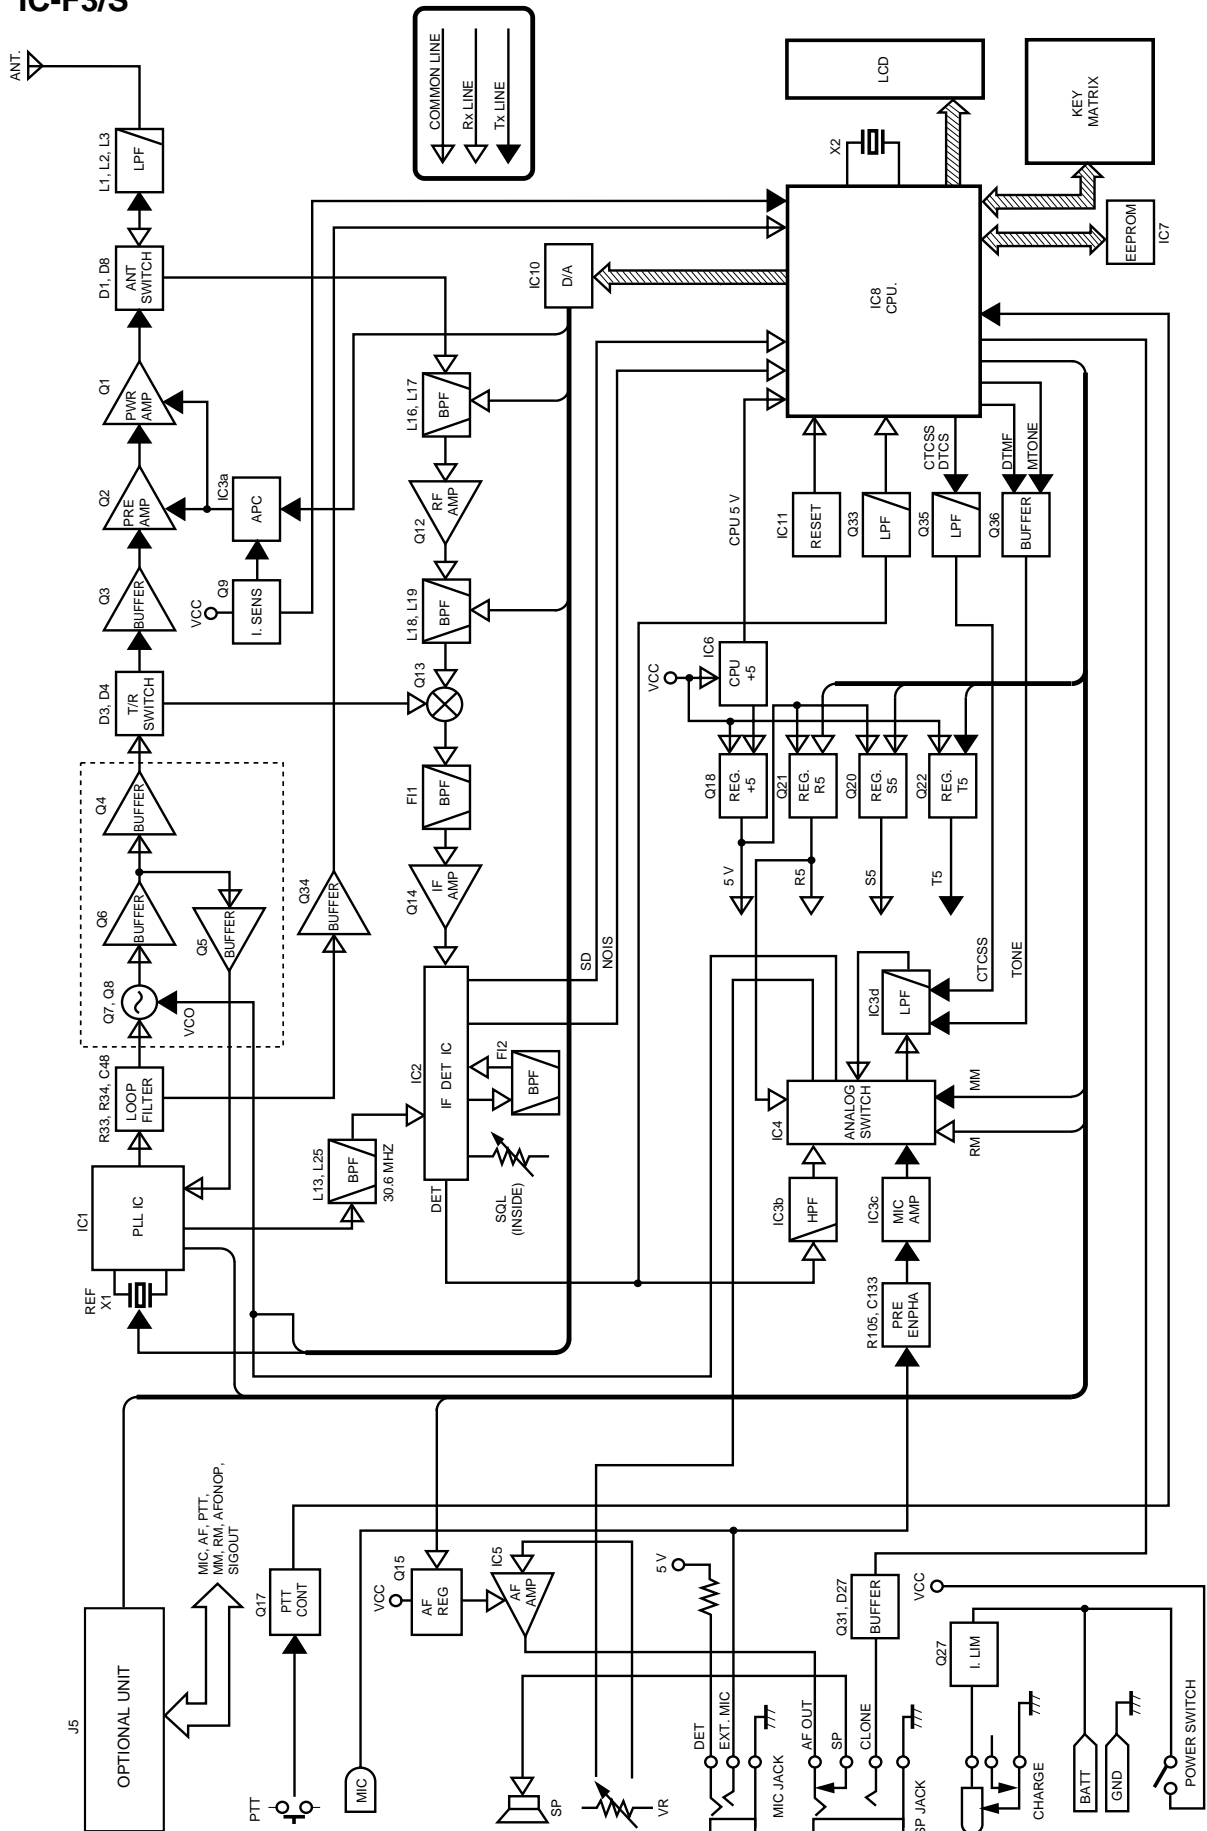 IC-F3/S
ANT.
L1, L2, L3
LPF
D1, D8
ANT
SWITCH
Q1
PWR
AMP
Q2
PRE
AMP
IC3a
APC
Q3
BUFFER
VCC
Q9
I. SENS
D3, D4
T/R
SWITCH
Q4
BUFFER
Q6
BUFFER
Q5
BUFFER
Q7, Q8
VCO
Q34
BUFFER
R33, R34, C48
LOOP
FILTER
IC1
PLL IC
REF
X1
L13, L25
BPF
30.6 MHZ
COMMON LINE
Rx LINE
Tx LINE
L16, L17
BPF
Q12
RF
AMP
L18, L19
BPF
Q13
FI1
BPF
Q14
IF
AMP
IC2
IF DET IC
FI2
BPF
DET
SQL
(INSIDE)
SD
NOIS
IC10
D/A
LCD
X2
KEY
MATRIX
EEPROM
IC7
IC8
CPU.
CPU 5 V
IC11
RESET
Q33
LPF
CTCSS
DTCS
Q35
LPF
DTMF
MTONE
Q36
BUFFER
VCC
IC6
CPU
+5
Q18
REG.
+5
Q21
REG.
R5
Q20
REG.
S5
Q22
REG.
T5
5 V
R5
S5
T5
CTCSS
TONE
IC3d
LPF
IC4
ANALOG
SWITCH
MM
RM
IC3b
HPF
IC3c
MIC
AMP
R105, C133
PRE
ENPHA
J5
OPTIONAL UNIT
MIC, AF, PTT,
MM, RM, AFONOP,
SIGOUT
Q17
PTT
CONT
PTT
MIC
VCC
Q15
AF
REG
IC5
AF
AMP
SP
VR
5 V
DET
EXT. MIC
MIC JACK
AF OUT
SP
CLONE
SP JACK
Q31, D27
BUFFER
VCC
Q27
I. LIM
CHARGE
BATT
GND
POWER SWITCH